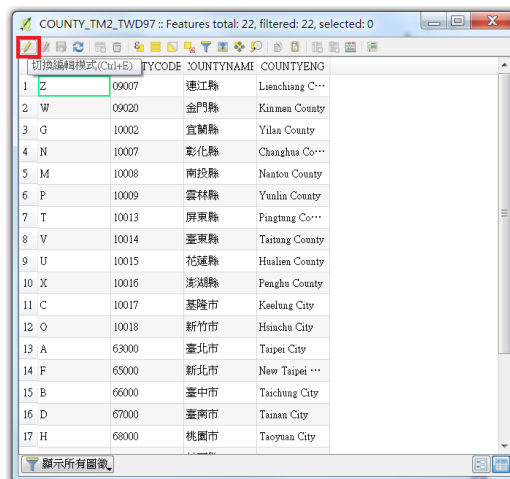 COUNTY_TM2_TWD97 :: Features total: 22, filtered: 22, selected: 0
切換編輯模式(Ctrl+E) TYCODE :OUNTYNAME COUNTYENG
1 Z 09007 連江縣 Lienchiang C...
2 W 09020 金門縣 Kinmen County
3 G 10002 宜蘭縣 Yilan County
4 N 10007 彰化縣 Changhua Co...
5 M 10008 南投縣 Nantou County
6 P 10009 雲林縣 Yunlin County
7 T 10013 屏東縣 Pingtung Co...
8 V 10014 臺東縣 Taitung County
9 U 10015 花蓮縣 Hualien County
10 X 10016 澎湖縣 Penghu County
11 C 10017 基隆市 Keelung City
12 O 10018 新竹市 Hsinchu City
13 A 63000 臺北市 Taipei City
14 F 65000 新北市 New Taipei ...
15 B 66000 臺中市 Taichung City
16 D 67000 臺南市 Tainan City
17 H 68000 桃園市 Taoyuan City
顯示所有圖徵